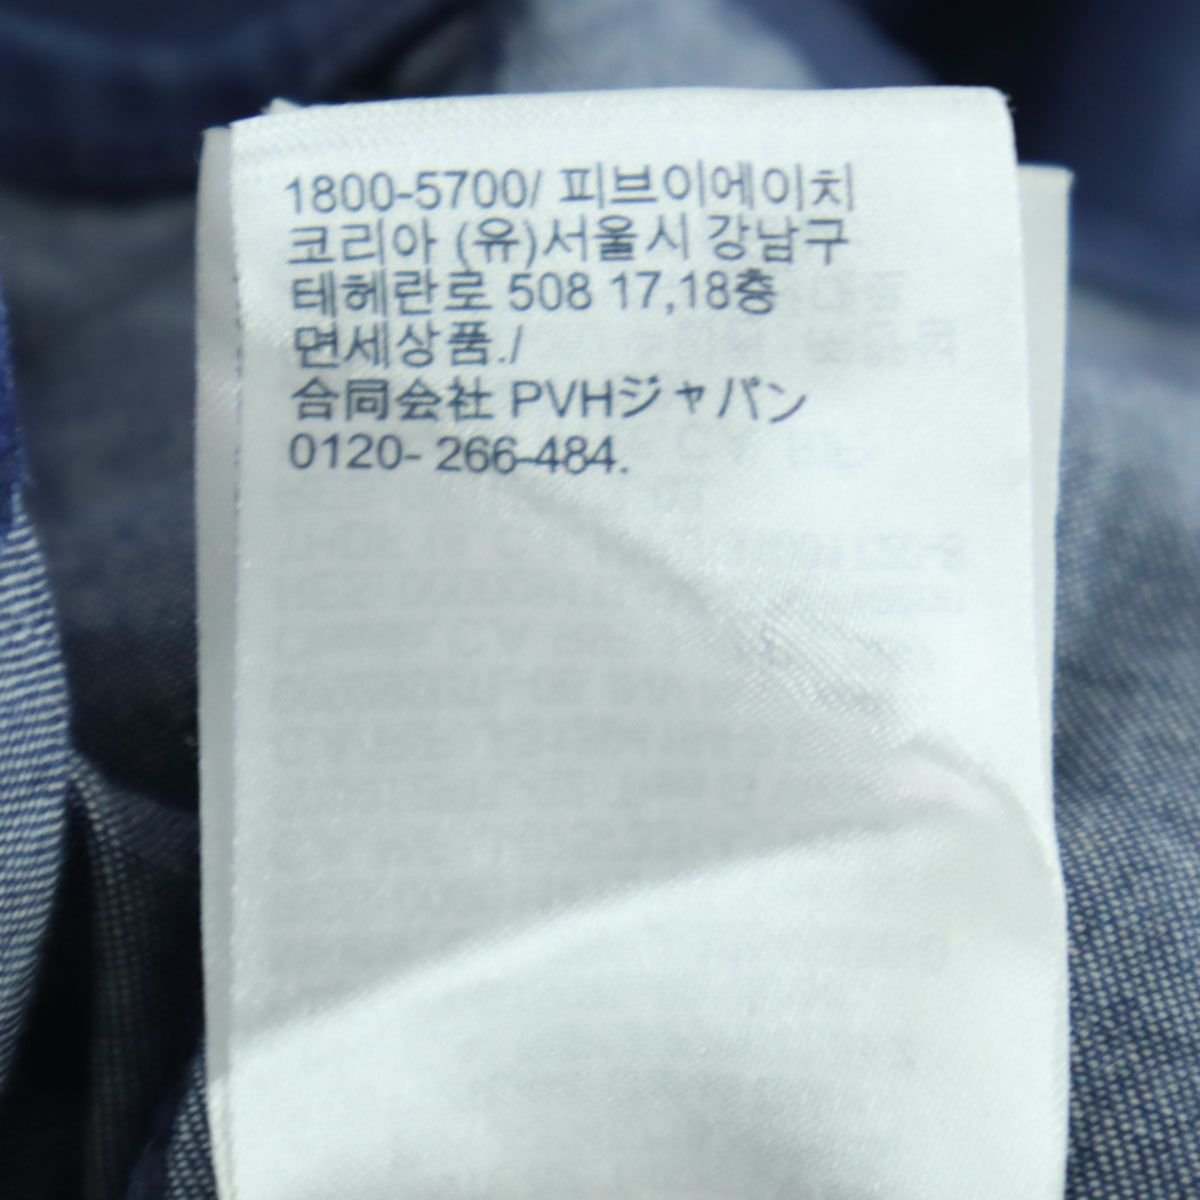 1800-5700/ 피브이에이치
코리아 (유)서울시 강남구
테헤란로 508 17,18층
면세상품./
合同会社 PVHジャパン
0120- 266-484.